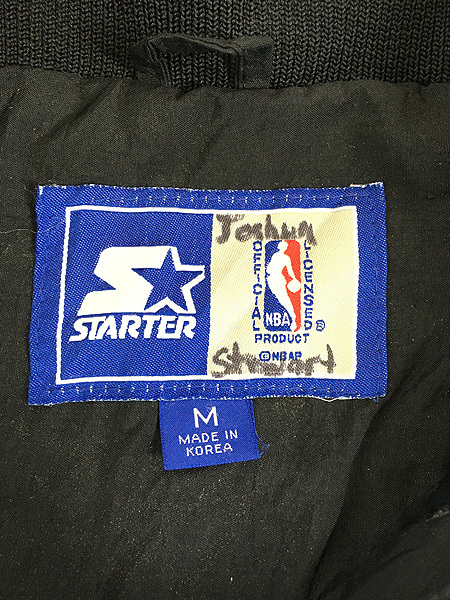 Joshua
STARTER
OFFICIAL
LICENSED
NBA
®
PRODUCT
©NBAP
Stewart
M
MADE IN
KOREA